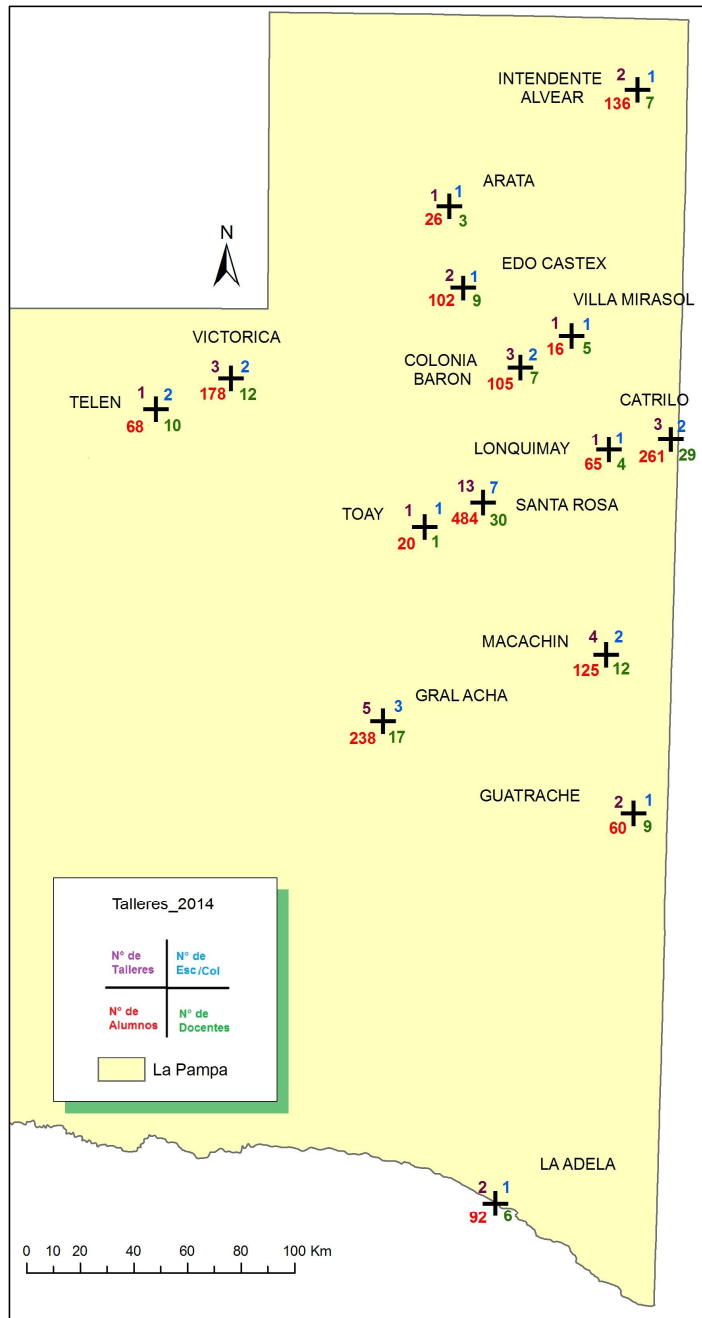 INTENDENTE
ALVEAR
2 1
136 7
ARATA
1 1
26 3
N
EDO CASTEX
2 1
102 9
VILLA MIRASOL
1 1
16 5
VICTORICA
3 2
178 12
COLONIA
BARON
3 2
105 7
TELEN
1 2
68 10
CATRILO
3 2
261 29
LONQUIMAY
1 1
65 4
SANTA ROSA
13 7
484 30
TOAY
1 1
20 1
MACACHIN
4 2
125 12
GRAL ACHA
5 3
238 17
GUATRACHE
2 1
60 9
Talleres_2014
N° de
Talleres
N° de
Esc/Col
N° de
Alumnos
N° de
Docentes
La Pampa
LA ADELA
2 1
92 6
0 10 20 40 60 80 100 Km